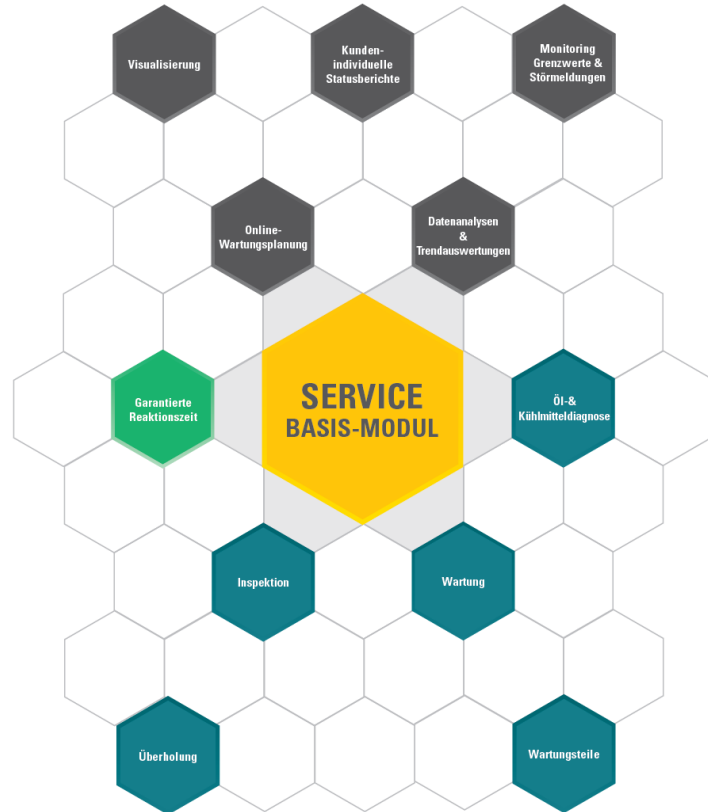 Visualisierung
Kunden-
individuelle
Statusberichte
Monitoring
Grenzwerte &
Störmeldungen
Online-
Wartungsplanung
Datenanalysen
&
Trendauswertungen
Garantierte
Reaktionszeit
SERVICE
BASIS-MODUL
Öl-&
Kühlmitteldiagnose
Inspektion
Wartung
Überholung
Wartungsteile